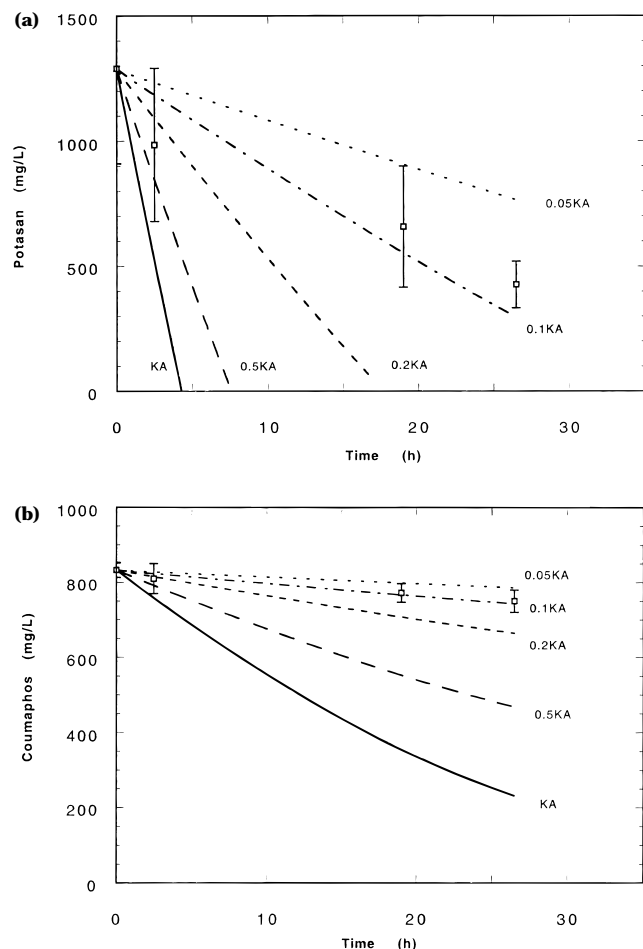 (a)
1500
1000
500
0
Potasan (mg/L)
0.05KA
0.1KA
0.2KA
0.5KA
KA
0 10 20 30
Time (h)
(b)
1000
800
600
400
200
0
Coumaphos (mg/L)
0.05KA
0.1KA
0.2KA
0.5KA
KA
0 10 20 30
Time (h)